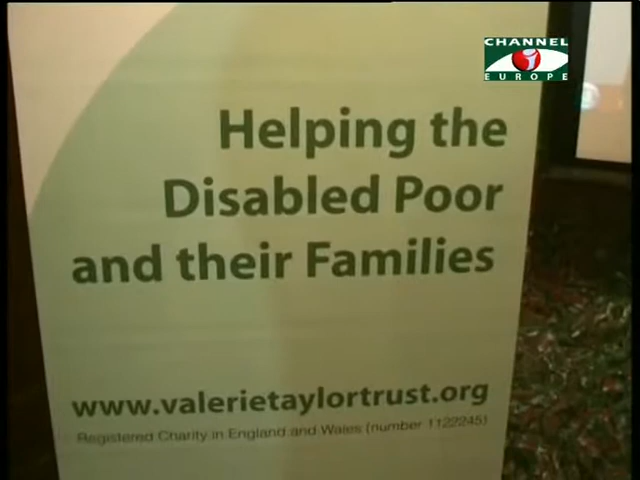 CHANNEL
i
EUROPE
Helping the
Disabled Poor
and their Families
www.valerietaylortrust.org
Registered Charity in England and Wales (number 1122245)